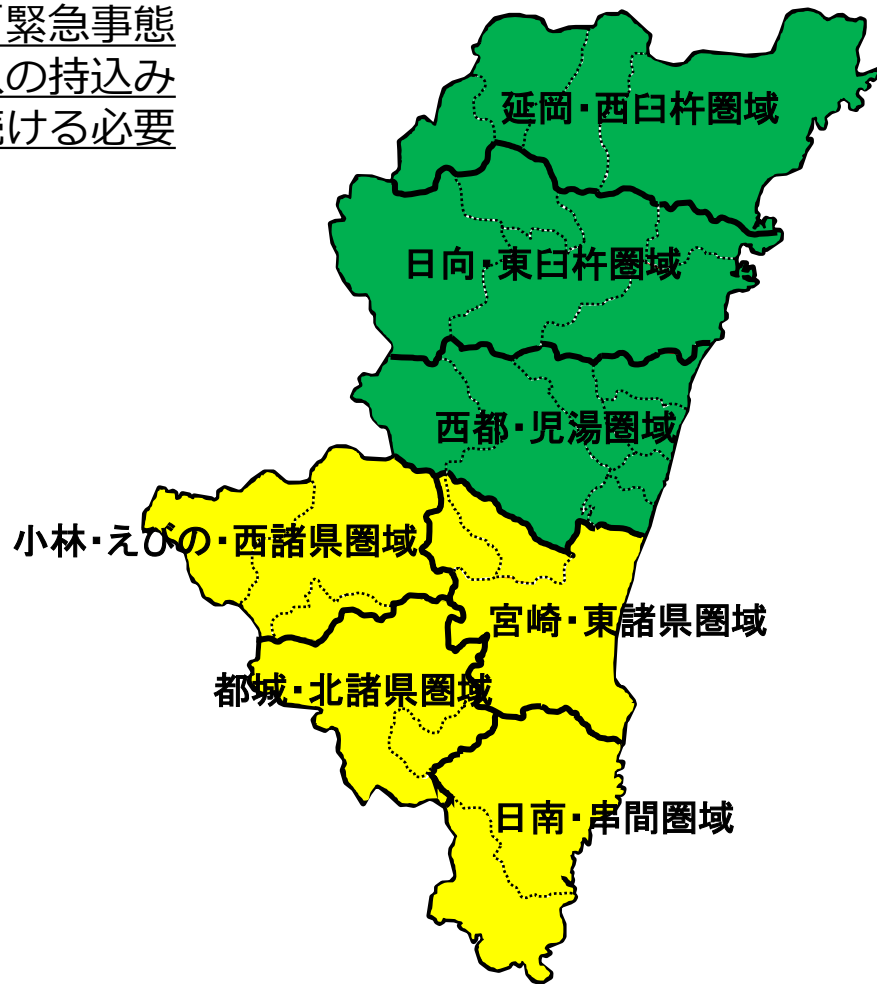 「緊急事態
の持込み
ける必要
延岡・西臼杵圏域
日向・東臼杵圏域
西都・児湯圏域
小林・えびの・西諸県圏域
宮崎・東諸県圏域
都城・北諸県圏域
日南・串間圏域